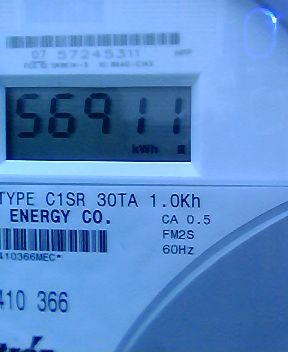 07 57245311
56911
kWh
TYPE C1SR 30TA 1.0Kh
ENERGY CO.
CA 0.5
FM2S
60Hz
410366MEC*
410 366